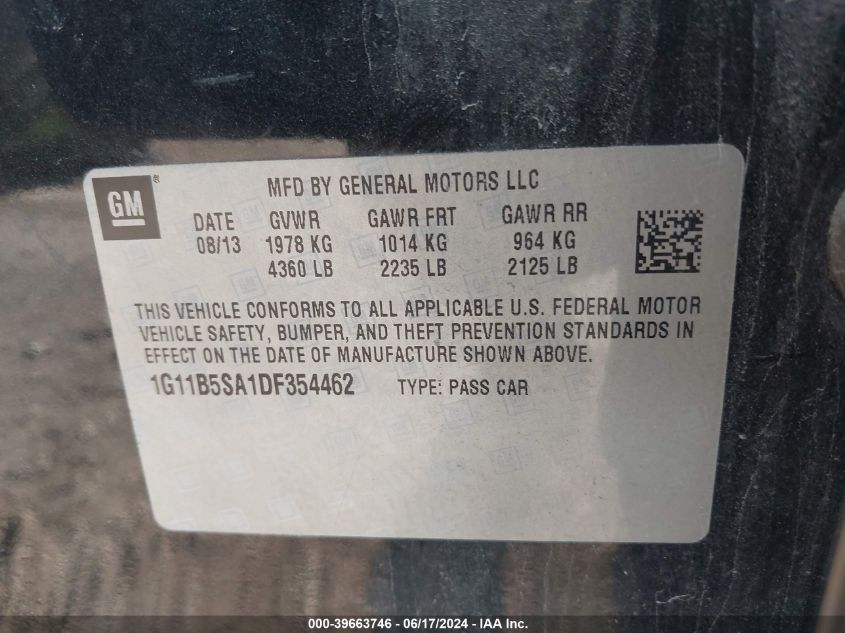 GM
MFD BY GENERAL MOTORS LLC
DATE GVWR GAWR FRT GAWR RR
08/13 1978 KG 1014 KG 964 KG
4360 LB 2235 LB 2125 LB
THIS VEHICLE CONFORMS TO ALL APPLICABLE U.S. FEDERAL MOTOR
VEHICLE SAFETY, BUMPER, AND THEFT PREVENTION STANDARDS IN
EFFECT ON THE DATE OF MANUFACTURE SHOWN ABOVE.
1G11B5SA1DF354462 TYPE: PASS CAR
000-39663746 - 06/17/2024 - IAA Inc.